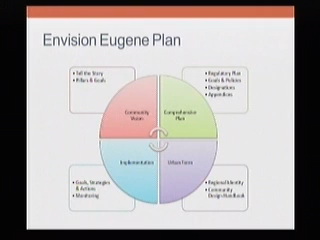 Envision Eugene Plan
• Tell the Story
• Pillars & Goals
• Regulatory Plan
• Goals & Policies
• Designations
• Appendices
Community
Vision
Comprehensive
Plan
Implementation
Urban Form
• Goals, Strategies
& Actions
• Monitoring
• Regional Identity
• Community
Design Handbook